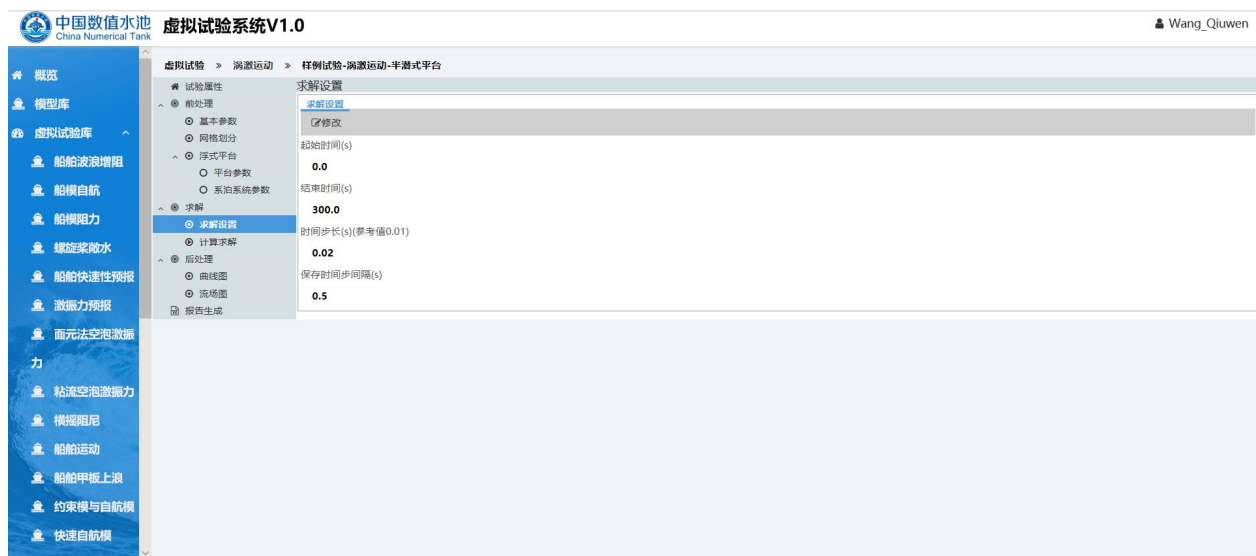 中国数值水池
China Numerical Tank
虚拟试验系统V1.0
Wang_Qiuwen
概览
模型库
虚拟试验库
船舶波浪增阻
船模自航
船模阻力
螺旋桨敞水
船舶快速性预报
激振力预报
面元法空泡激振
力
粘流空泡激振力
横摇阻尼
船舶运动
船舶甲板上浪
约束模与自航模
快速自航模
虚拟试验 » 涡激运动 » 样例试验-涡激运动-半潜式平台
试验属性
前处理
基本参数
网格划分
浮式平台
平台参数
系泊系统参数
求解
求解设置
计算求解
后处理
曲线图
流场图
报告生成
求解设置
求解设置
修改
起始时间(s)
0.0
结束时间(s)
300.0
时间步长(s)(参考值0.01)
0.02
保存时间步间隔(s)
0.5